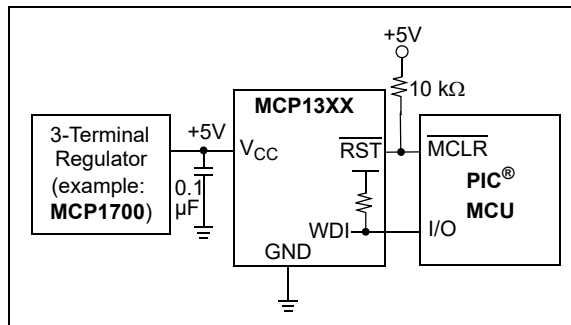 +5V
10 kΩ
MCP13XX
3-Terminal
Regulator
(example:
MCP1700)
+5V
0.1
µF
VCC
RST
WDI
GND
MCLR
PIC®
MCU
I/O